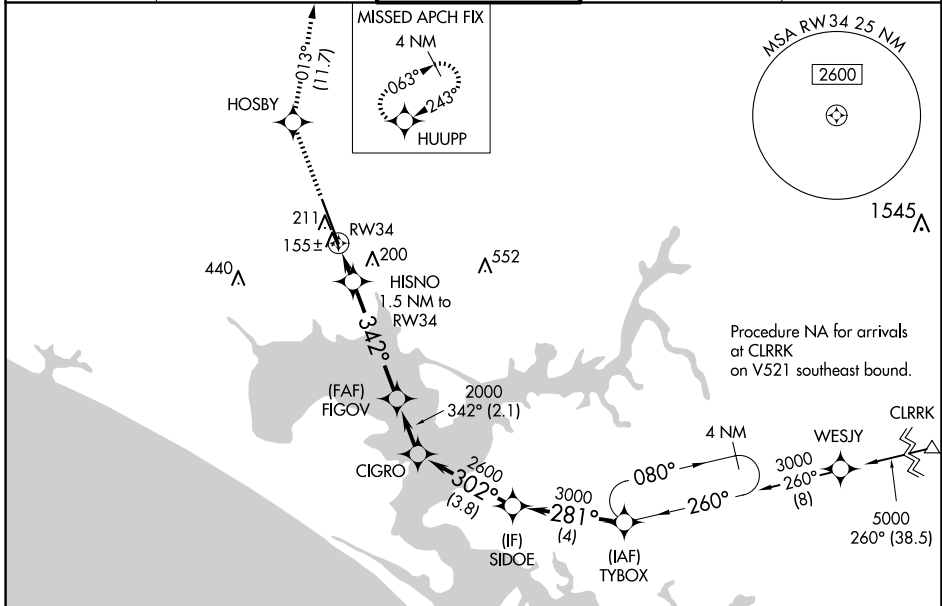 MISSED APCH FIX
4 NM
063°
243°
HUUPP
013°
(11.7)
HOSBY
MSA RW34 25 NM
2600
1545
211
RW34
155±
200
552
440
HISNO
1.5 NM to
RW34
342°
Procedure NA for arrivals
at CLRRK
on V521 southeast bound.
(FAF)
FIGOV
2000
342° (2.1)
CIGRO
2600
302°
(3.8)
(IF)
SIDOE
3000
281°
(4)
(IAF)
TYBOX
4 NM
080°
260°
WESJY
3000
260°
(8)
CLRRK
5000
260° (38.5)